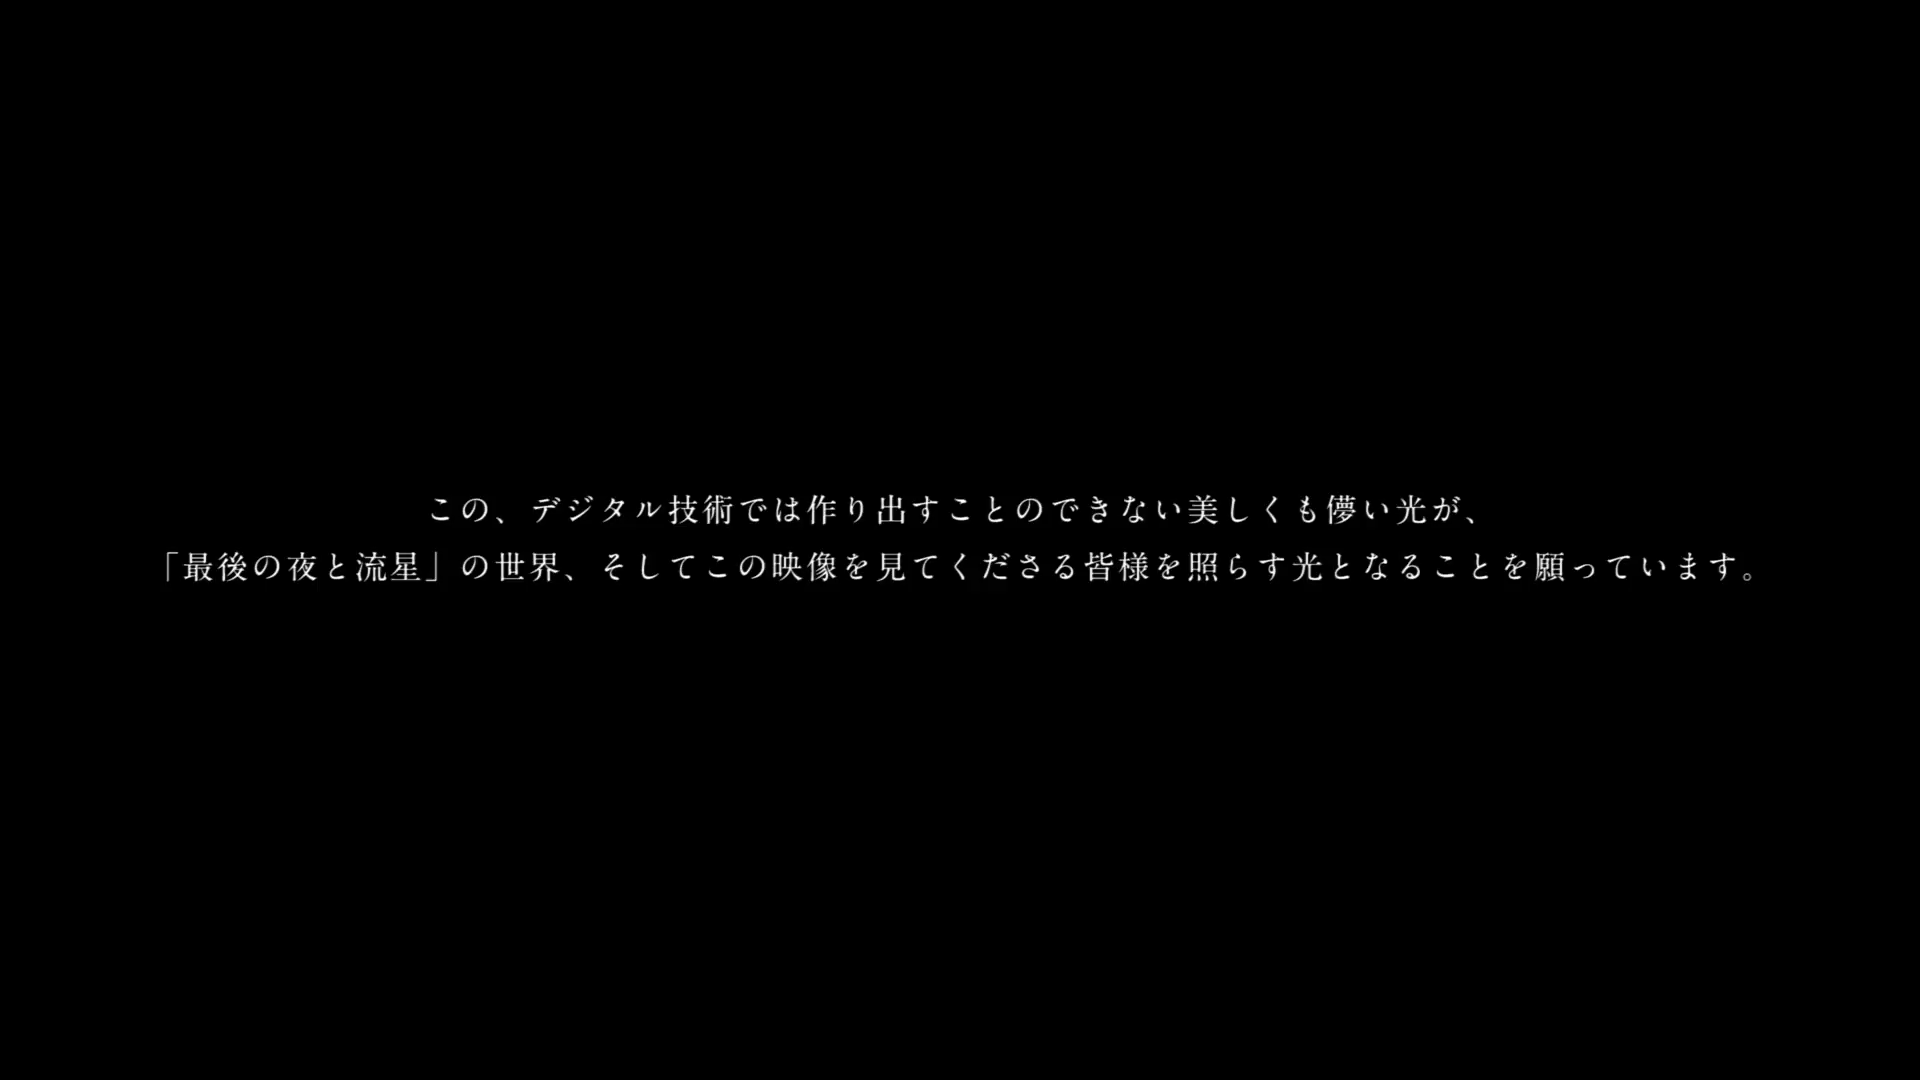 この、デジタル技術では作り出すことのできない美しくも儚い光が、
「最後の夜と流星」の世界、そしてこの映像を見てくださる皆様を照らす光となることを願っています。